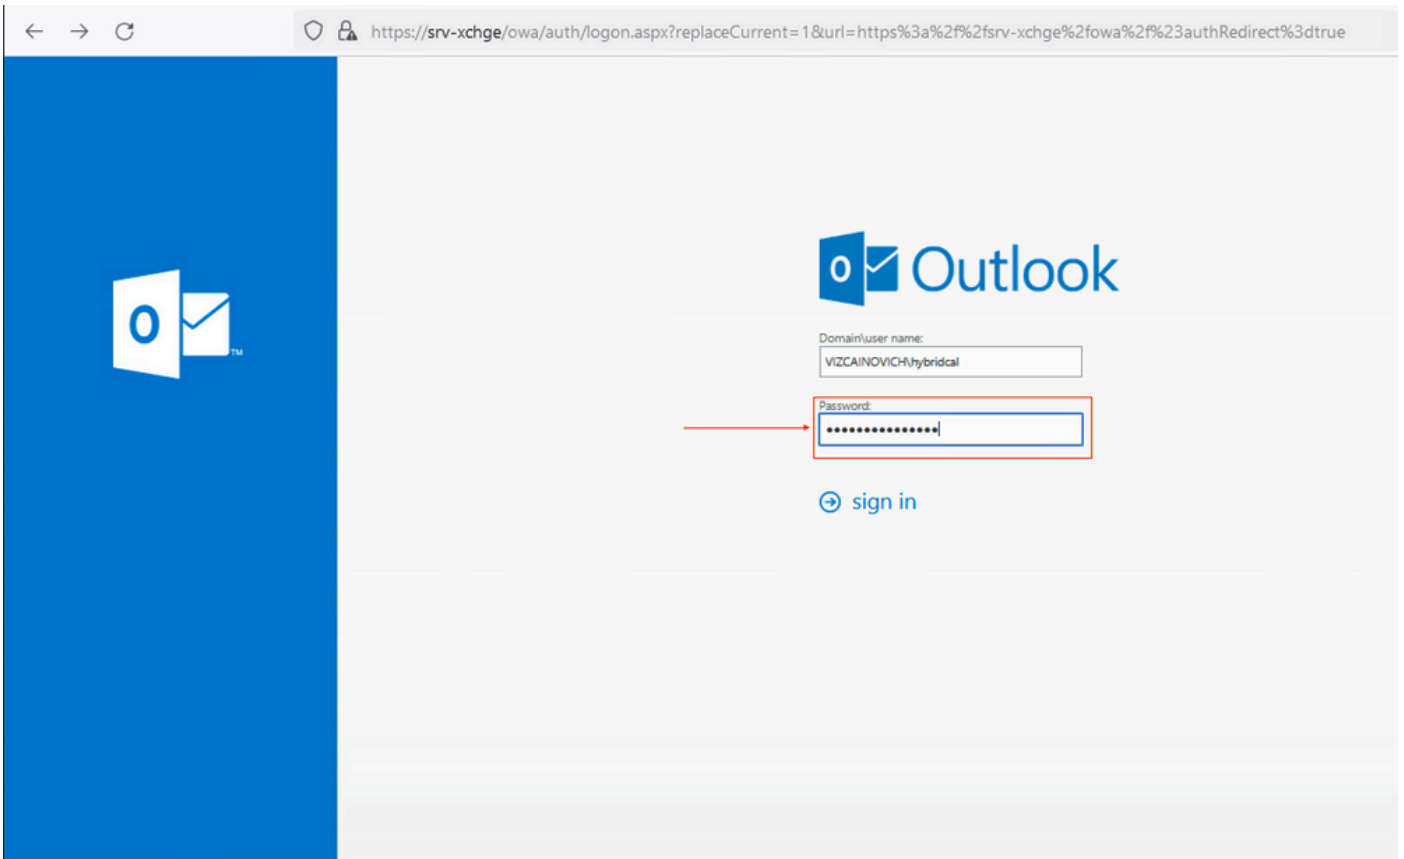 https://srv-xchge/owa/auth/logon.aspx?replaceCurrent=1&url=https%3a%2f%2fsrv-xchge%2fowa%2f%23authRedirect%3dtrue
O
TM
O Outlook
Domain\user name:
VIZCAINOVICH\hybridcal
Password:
•••••••••••••••
sign in